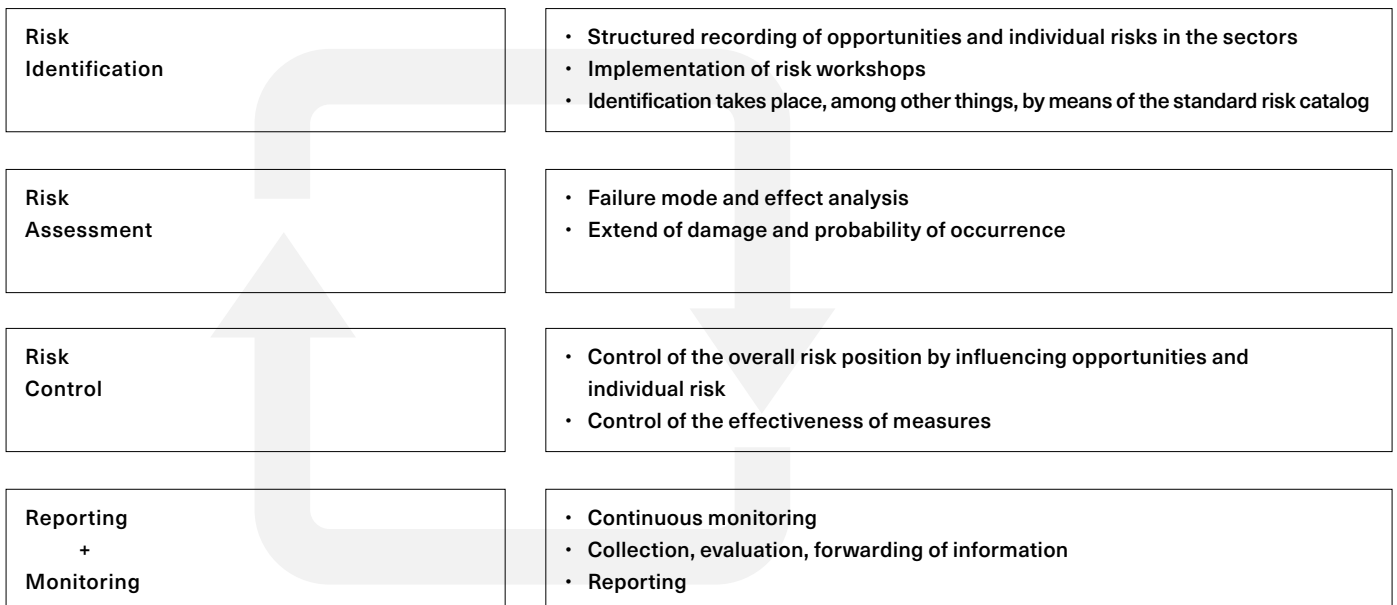 Risk
Identification
• Structured recording of opportunities and individual risks in the sectors
• Implementation of risk workshops
• Identification takes place, among other things, by means of the standard risk catalog
Risk
Assessment
• Failure mode and effect analysis
• Extend of damage and probability of occurrence
Risk
Control
• Control of the overall risk position by influencing opportunities and
individual risk
• Control of the effectiveness of measures
Reporting
+
Monitoring
• Continuous monitoring
• Collection, evaluation, forwarding of information
• Reporting